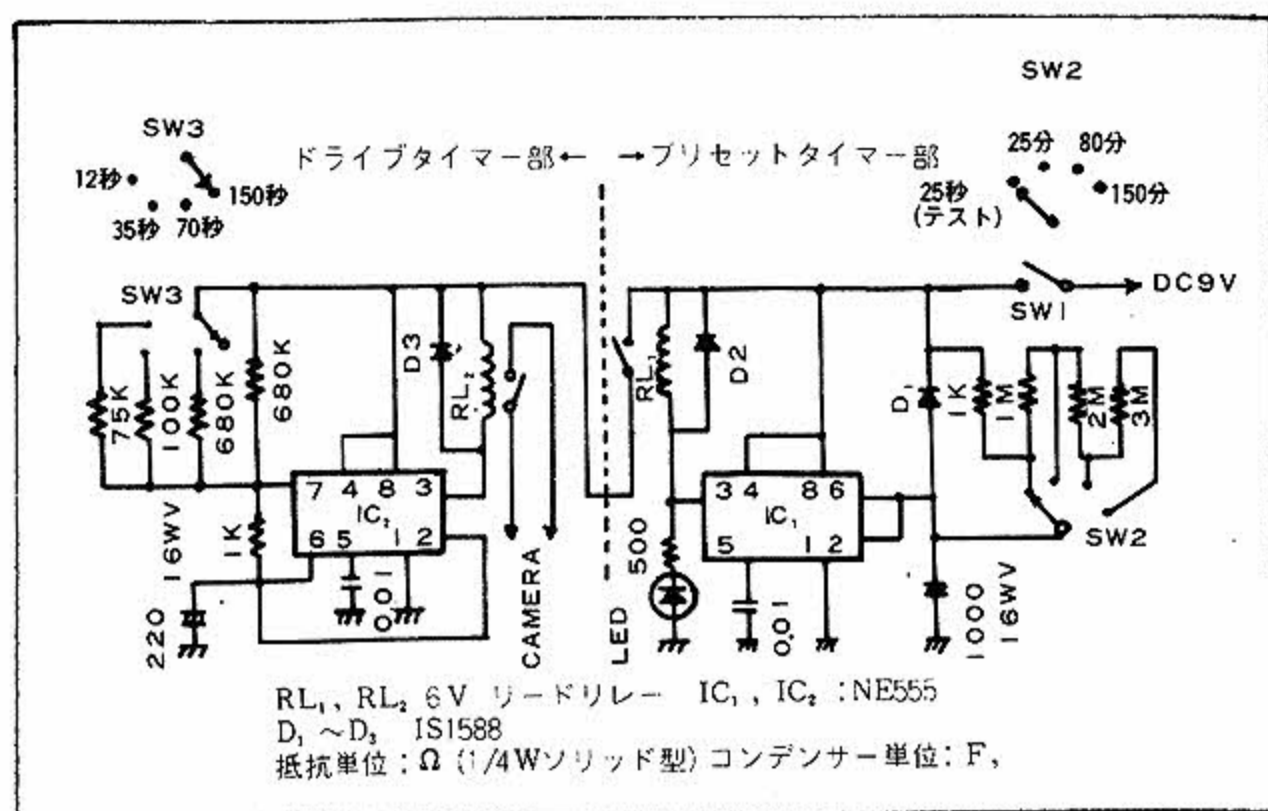 SW2
SW3
ドライブタイマー部← →プリセットタイマー部
25分
80分
12秒
150秒
25秒
(テスト)
150分
35秒
70秒
SW3
DC9V
SW1
D3
RL₂
RL₁
D2
D₁
1K
1M
2M
3M
75K
100K
680K
680K
7 4 8 3
IC₂
6 5 1 2
3 4 8 6
IC₁
5 1 2
SW2
16WV
1K
220
0.01
CAMERA
LED
500
0.01
1000
16WV
RL₁, RL₂ 6V リードリレー IC₁, IC₂ :NE555
D₁ ~D₃ IS1588
抵抗単位：Ω (1/4Wソリッド型) コンデンサー単位：F,